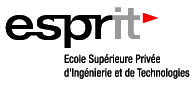 esprit
Ecole Supérieure Privée
d'Ingénierie et de Technologies